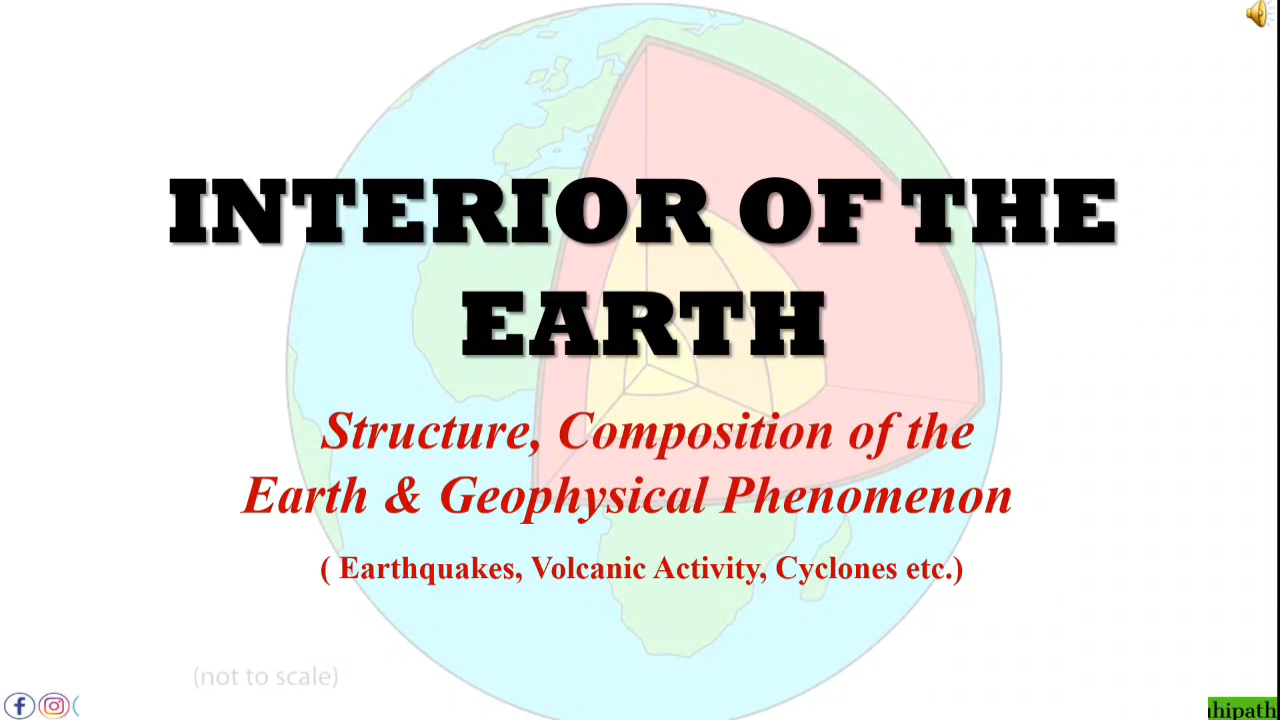 INTERIOR OF THE
EARTH
Structure, Composition of the
Earth & Geophysical Phenomenon
( Earthquakes, Volcanic Activity, Cyclones etc.)
(not to scale)